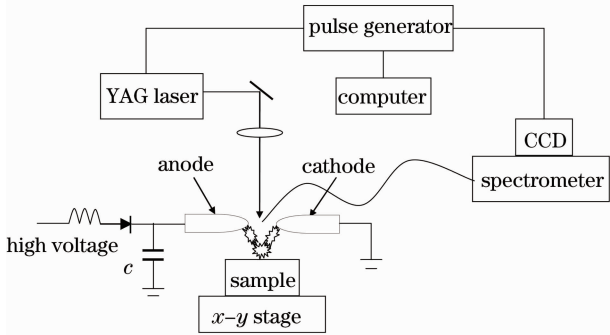 pulse generator
YAG laser
computer
CCD
anode
cathode
spectrometer
high voltage
c
sample
x–y stage